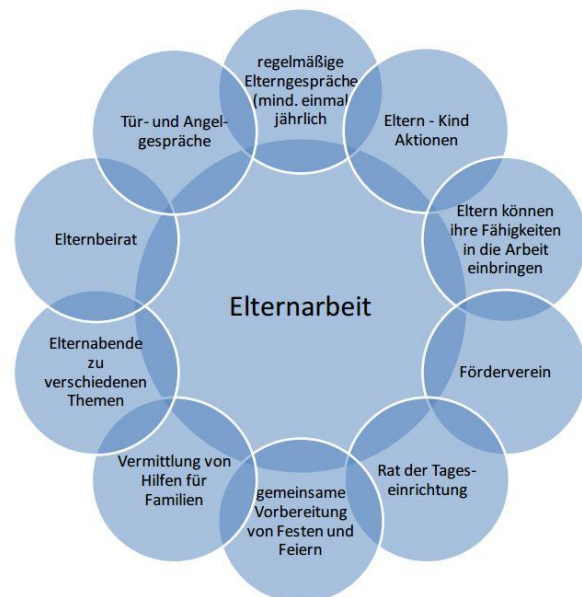 regelmäßige
Elterngespräche
(mind. einmal
jährlich
Eltern - Kind
Aktionen
Eltern können
ihre Fähigkeiten
in die Arbeit
einbringen
Förderverein
Rat der Tages-
einrichtung
gemeinsame
Vorbereitung
von Festen und
Feiern
Vermittlung von
Hilfen für
Familien
Elternabende
zu
verschiedenen
Themen
Elternbeirat
Tür- und Angel-
gespräche
Elternarbeit